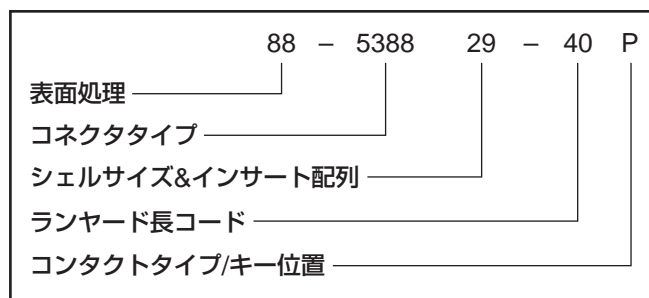 88 – 5388 29 – 40 P
表面処理
コネクタタイプ
シェルサイズ&インサート配列
ランヤード長コード
コンタクトタイプ/キー位置